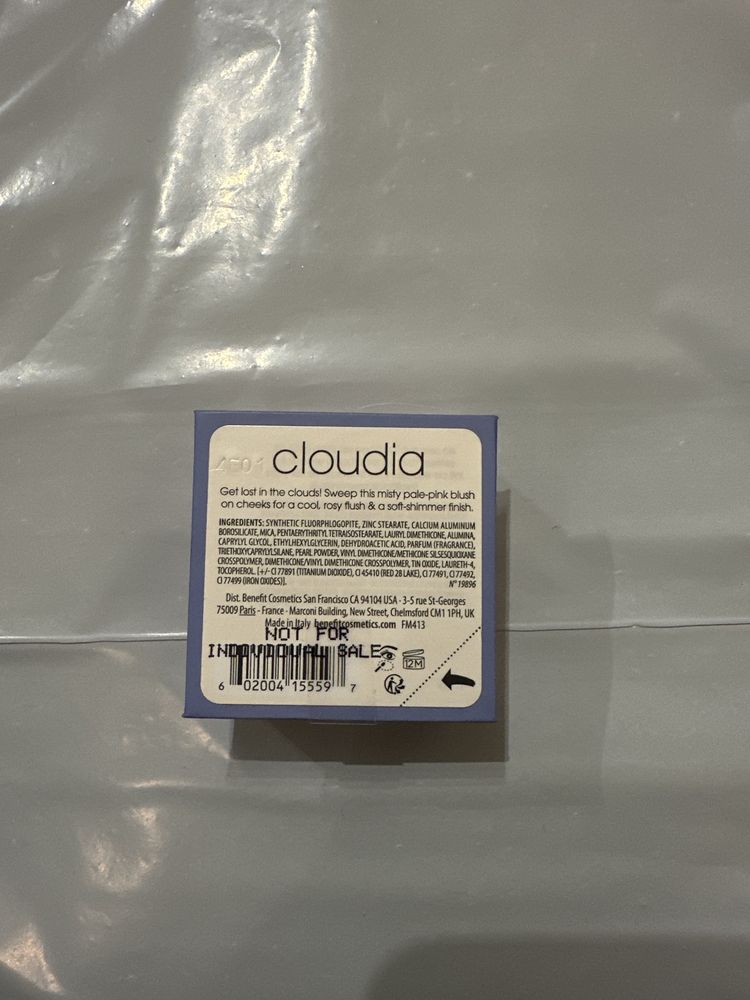 cloudia
Get lost in the clouds! Sweep this misty pale-pink blush
on cheeks for a cool, rosy flush & a soft-shimmer finish.
INGREDIENTS: SYNTHETIC FLUORPHLOGOPITE, ZINC STEARATE, CALCIUM ALUMINUM
BOROSILICATE, MICA, PENTAERYTHRITYL TETRAISOSTEARATE, LAURYL DIMETHICONE, ALUMINA,
CAPRYLYL GLYCOL, ETHYLHEXYLGLYCERIN, DEHYDROACETIC ACID, PARFUM (FRAGRANCE),
TRIETHOXYCAPRYLYLSILANE, PEARL POWDER, VINYL DIMETHICONE/METHICONE SILSESQUIOXANE
CROSSPOLYMER, DIMETHICONE/VINYL DIMETHICONE CROSSPOLYMER, TIN OXIDE, LAURETH-4,
TOCOPHEROL. [+/- CI 77891 (TITANIUM DIOXIDE), CI 45410 (RED 28 LAKE), CI 77491, CI 77492,
CI 77499 (IRON OXIDES)]. N° 19896
Dist. Benefit Cosmetics San Francisco CA 94104 USA - 3-5 rue St-Georges
75009 Paris - France - Marconi Building, New Street, Chelmsford CM1 1PH, UK
Made in Italy benefitcosmetics.com FM413
NOT FOR
INDIVIDUAL SALE
12M
6 02004 15559 7